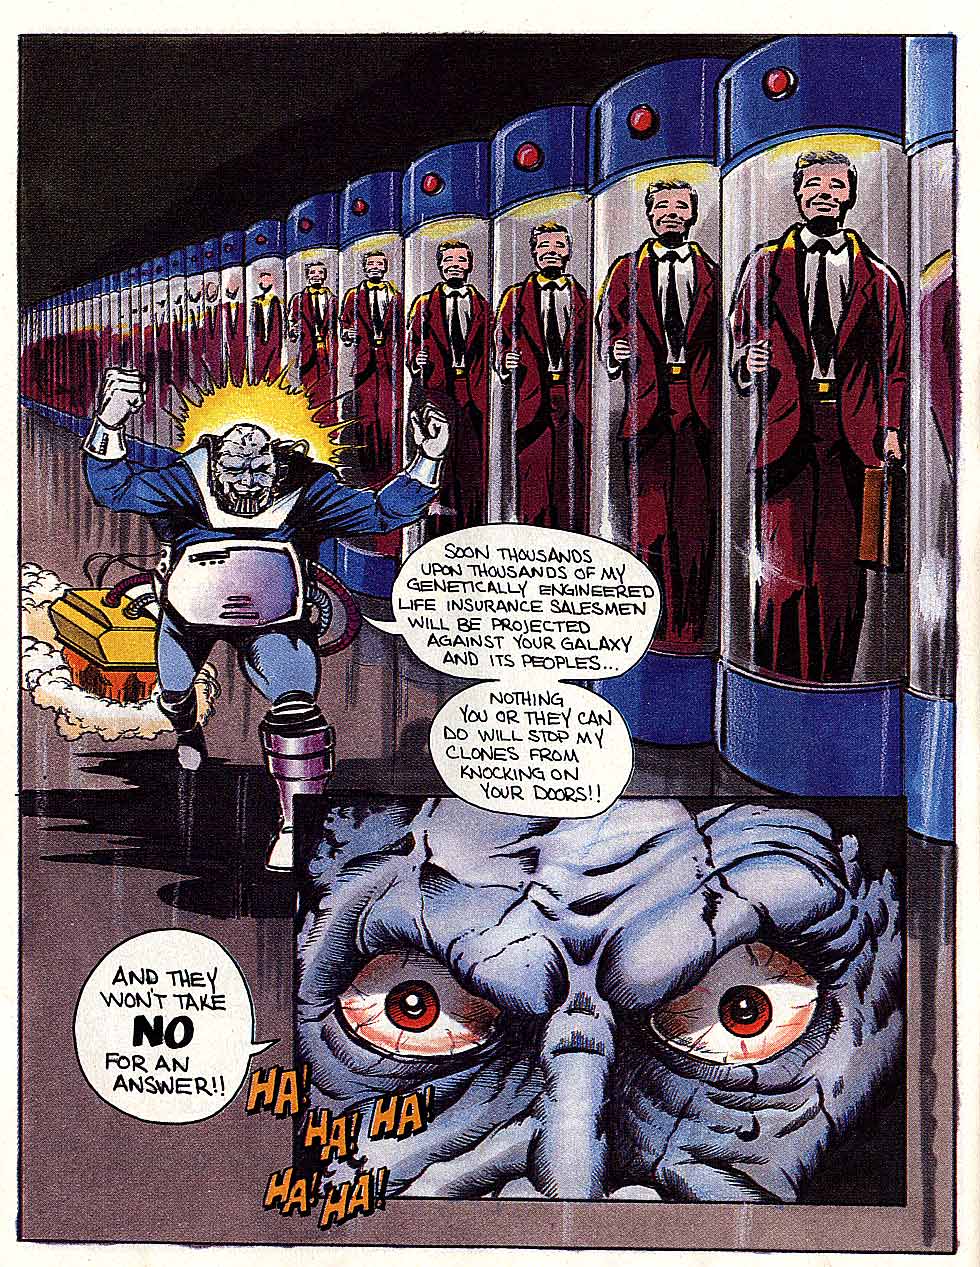 SOON THOUSANDS
UPON THOUSANDS OF MY
GENETICALLY ENGINEERED
LIFE INSURANCE SALESMEN
WILL BE PROJECTED
AGAINST YOUR GALAXY
AND ITS PEOPLES...
NOTHING
YOU OR THEY CAN
DO WILL STOP MY
CLONES FROM
KNOCKING ON
YOUR DOORS!!
AND THEY
WON'T TAKE
NO
FOR AN
ANSWER!!
HA!
HA! HA!
HA! HA!